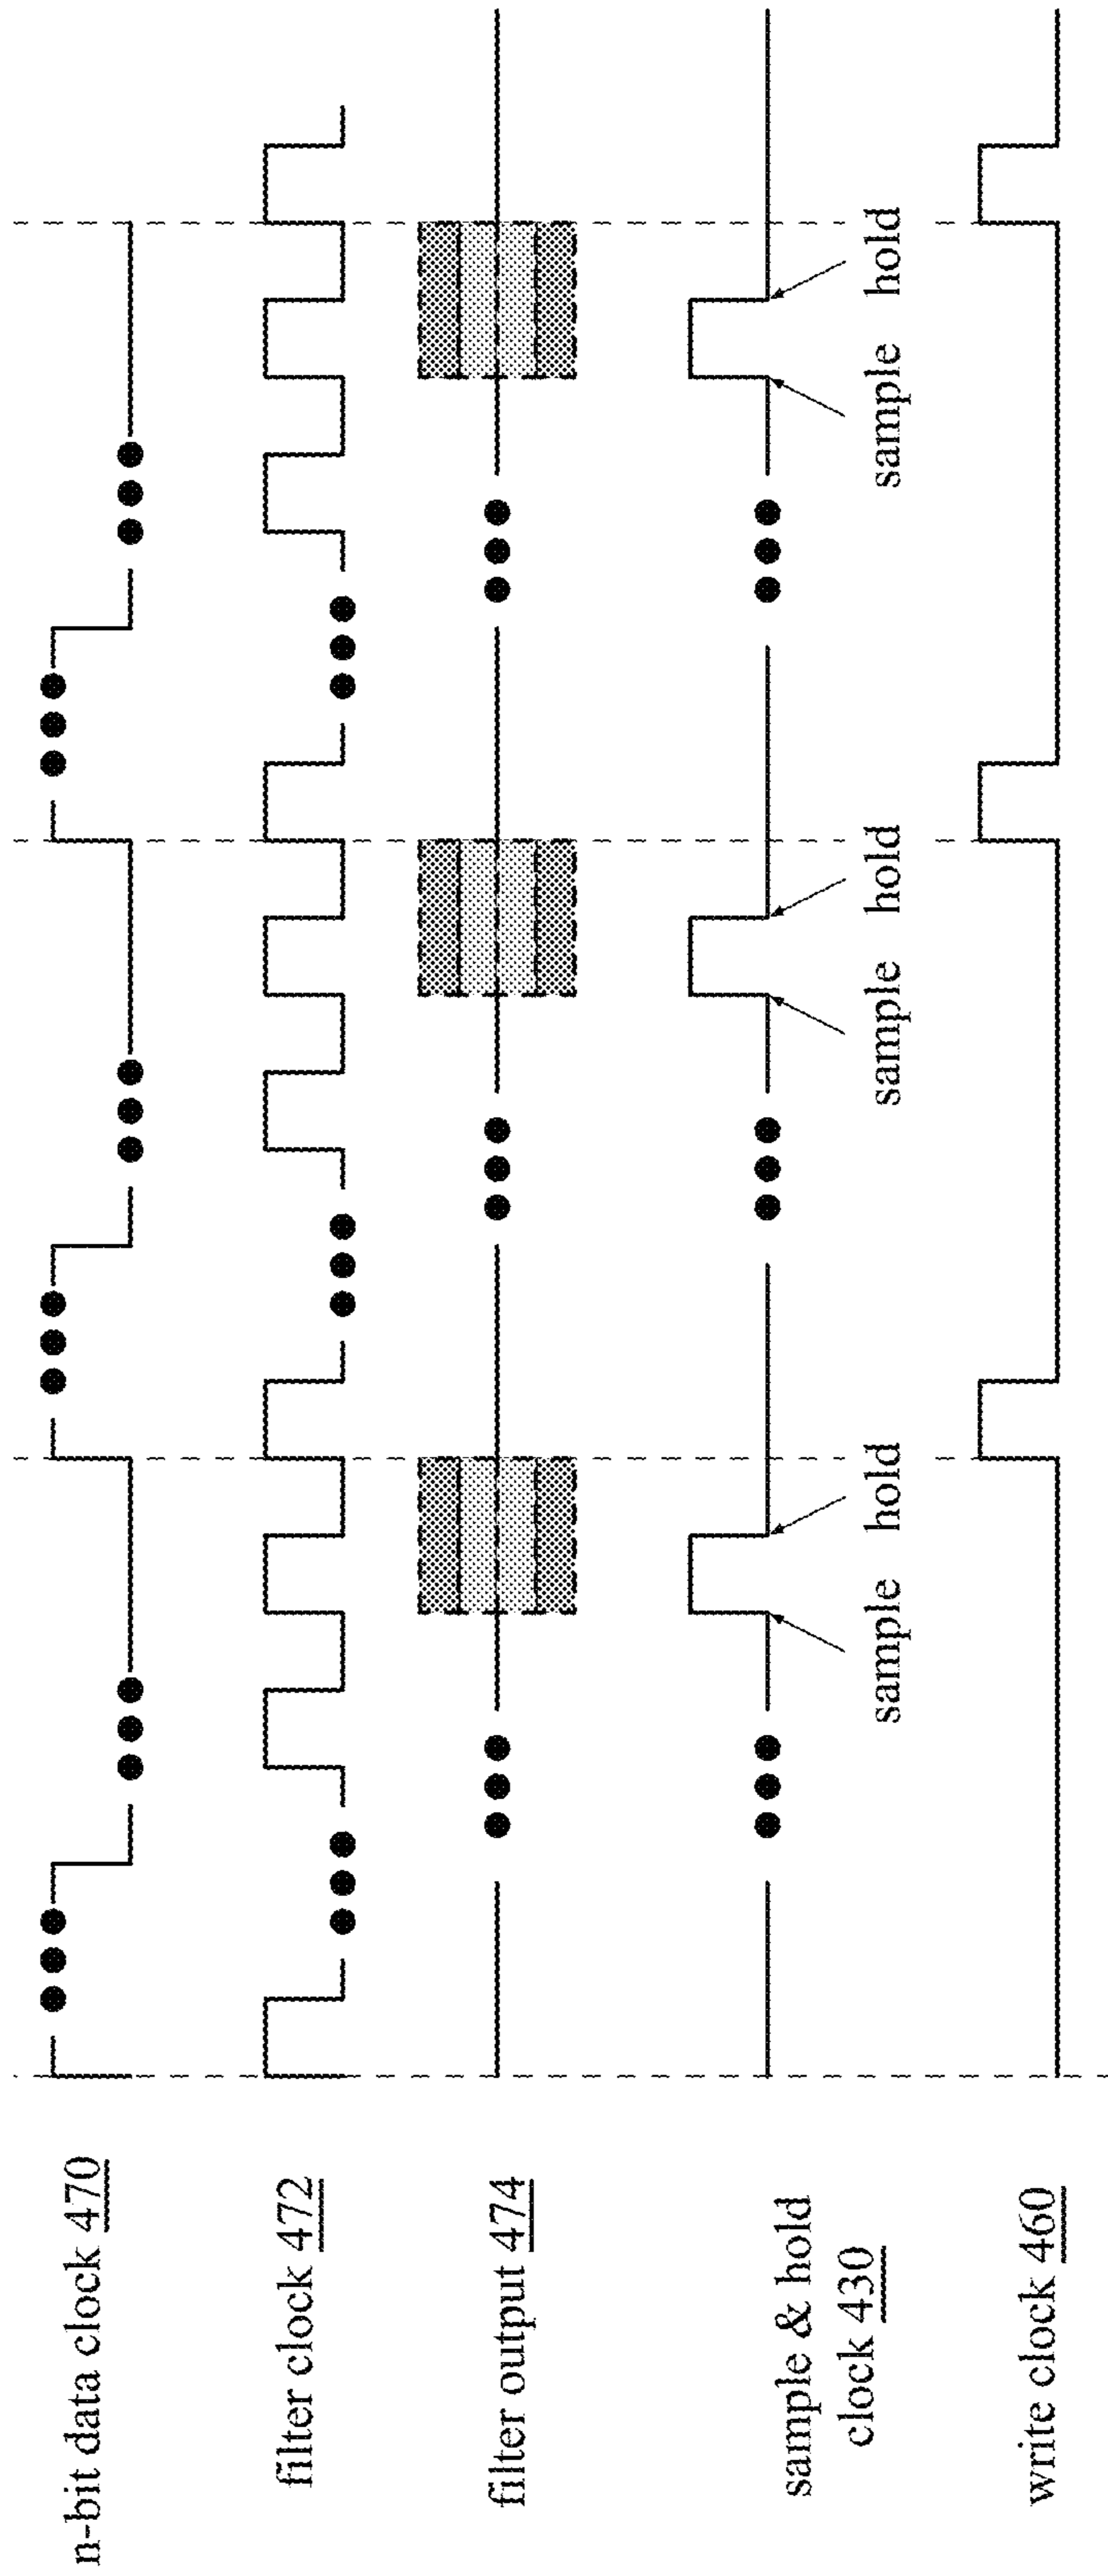 n-bit data clock 470
filter clock 472
filter output 474
sample & hold
clock 430
sample hold
sample hold
sample hold
write clock 460